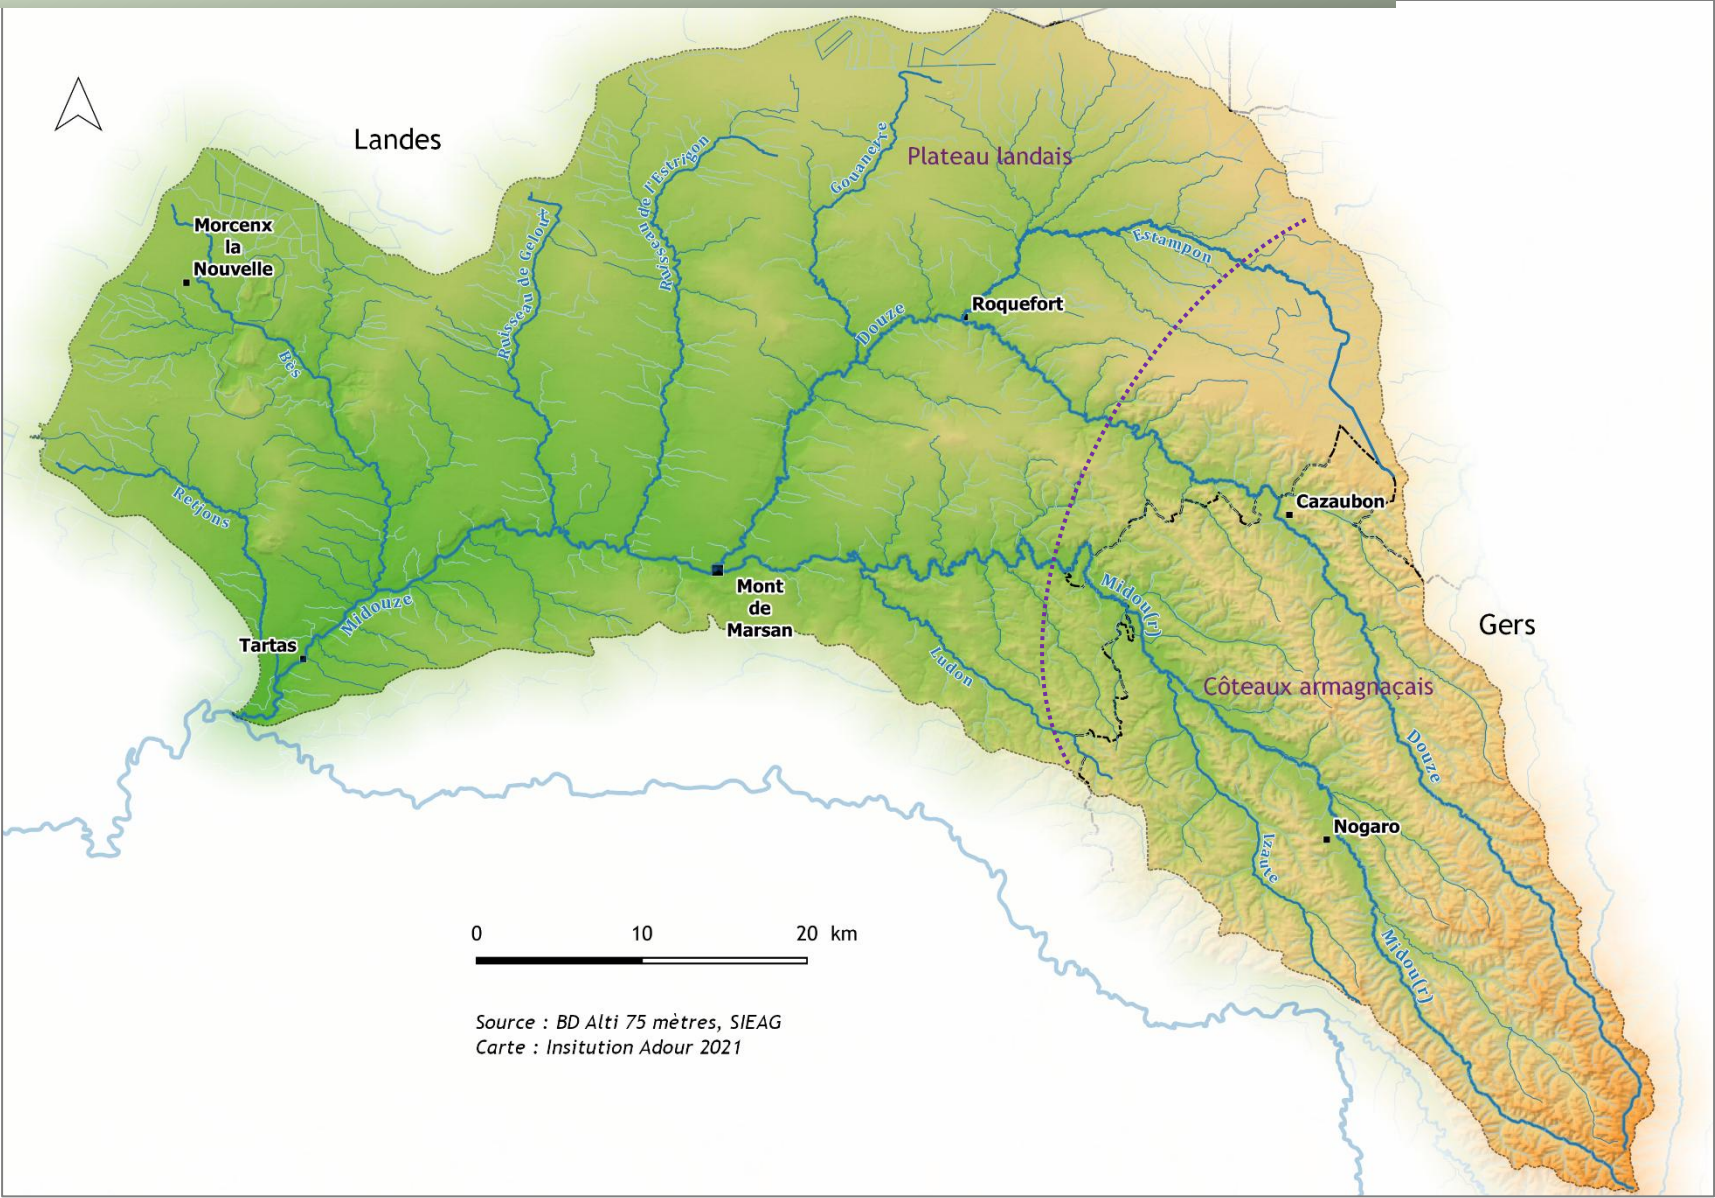 Landes
Plateau landais
Gouaneyre
Ruisseau de l'Estrigon
Ruisseau de Gelour
Morcenx
la
Nouvelle
Estampon
Roquefort
Douze
Bès
Retjons
Cazaubon
Midouze
Mont
de
Marsan
Midou(r)
Gers
Tartas
Ludon
Côteaux armagnaçais
Douze
Nogaro
Izaute
Midou(r)
0 10 20 km
Source : BD Alti 75 mètres, SIEAG
Carte : Insitution Adour 2021